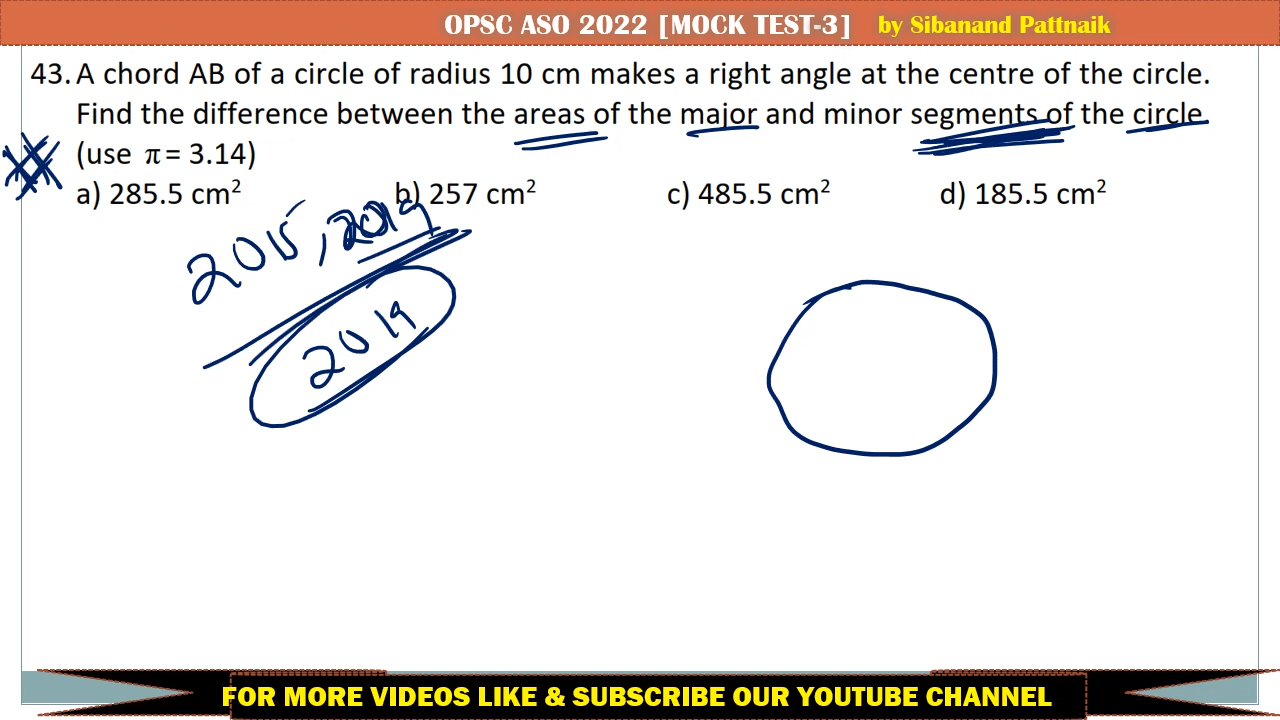 OPSC ASO 2022 [MOCK TEST-3] by Sibanand Pattnaik
43. A chord AB of a circle of radius 10 cm makes a right angle at the centre of the circle.
Find the difference between the areas of the major and minor segments of the circle
(use π = 3.14)
a) 285.5 cm² b) 257 cm² c) 485.5 cm² d) 185.5 cm²
2015, 2019
2019
FOR MORE VIDEOS LIKE & SUBSCRIBE OUR YOUTUBE CHANNEL